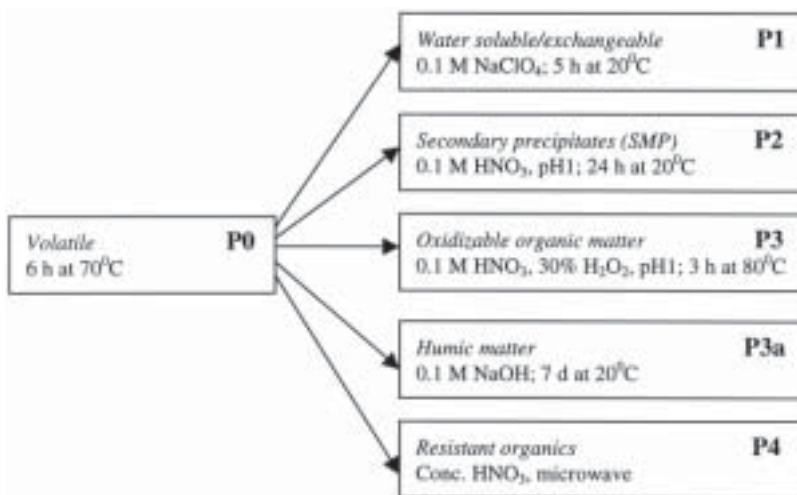 Water soluble/exchangeable P1
0.1 M NaClO₄; 5 h at 20⁰C
Secondary precipitates (SMP) P2
0.1 M HNO₃, pH1; 24 h at 20⁰C
Volatile P0
6 h at 70⁰C
Oxidizable organic matter P3
0.1 M HNO₃, 30% H₂O₂, pH1; 3 h at 80⁰C
Humic matter P3a
0.1 M NaOH; 7 d at 20⁰C
Resistant organics P4
Conc. HNO₃, microwave